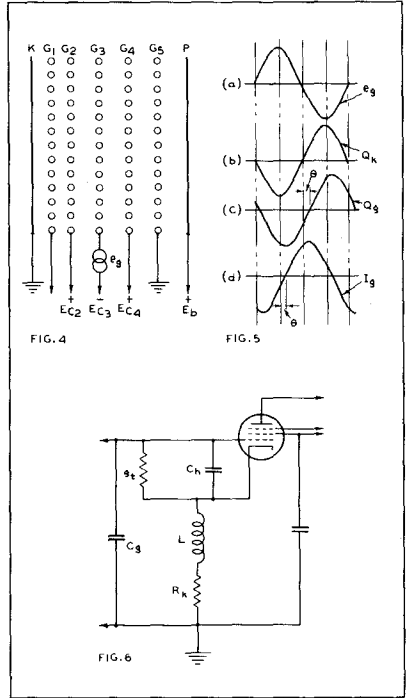 K G1 G2 G3 G4 G5 P
eg
+ - + +
EC2 EC3 EC4 Eb
FIG.4
(a)
eg
(b)
Qk
θ
(c)
Qg
(d)
Ig
θ
FIG.5
gt
Ch
Cg
L
Rk
FIG.6